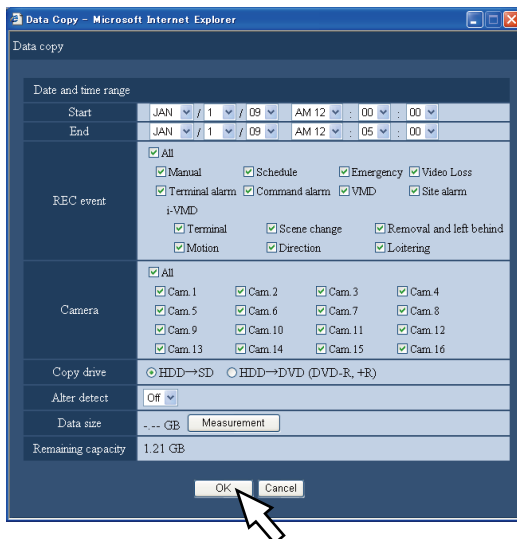 Data Copy - Microsoft Internet Explorer
Data copy
Date and time range
Start JAN / 1 / 09 AM 12 : 00 : 00
End JAN / 1 / 09 AM 12 : 05 : 00
REC event
All
Manual Schedule Emergency Video Loss
Terminal alarm Command alarm VMD Site alarm
i-VMD
Terminal Scene change Removal and left behind
Motion Direction Loitering
Camera
All
Cam.1 Cam.2 Cam.3 Cam.4
Cam.5 Cam.6 Cam.7 Cam.8
Cam.9 Cam.10 Cam.11 Cam.12
Cam.13 Cam.14 Cam.15 Cam.16
Copy drive HDD→SD HDD→DVD (DVD-R, +R)
Alter detect Off
Data size -.-- GB Measurement
Remaining capacity 1.21 GB
OK Cancel